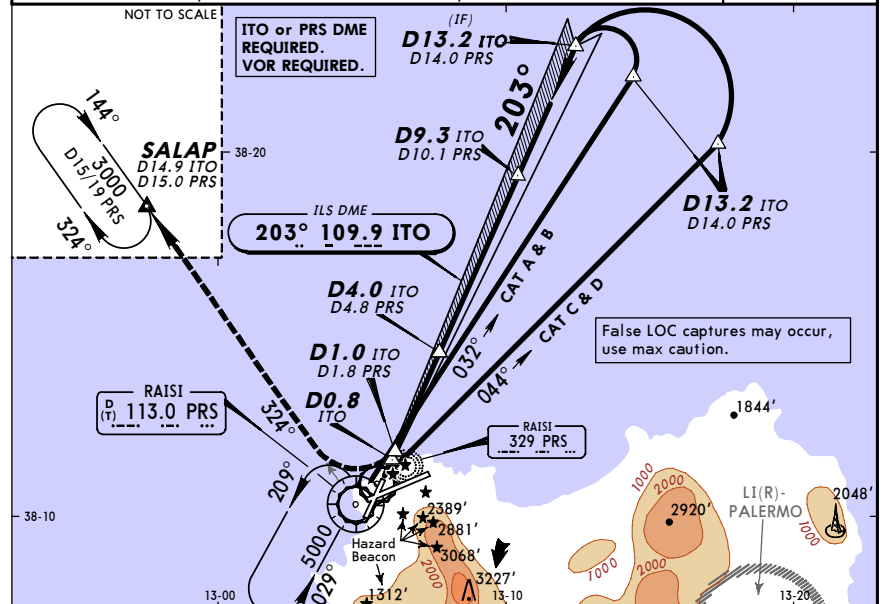 NOT TO SCALE
ITO or PRS DME
REQUIRED.
VOR REQUIRED.
(IF)
D13.2 ITO
D14.0 PRS
203°
144°
3000
D15/19 PRS
324°
SALAP
D14.9 ITO
D15.0 PRS
38-20
D9.3 ITO
D10.1 PRS
D13.2 ITO
D14.0 PRS
ILS DME
203° 109.9 ITO
D4.0 ITO
D4.8 PRS
032°
CAT A & B
044°
CAT C & D
False LOC captures may occur,
use max caution.
D1.0 ITO
D1.8 PRS
D0.8
ITO
RAISI
D
(T) 113.0 PRS
324°
RAISI
329 PRS
1844'
209°
5000
029°
38-10
Hazard
Beacon
2389'
2881'
3068'
2000
3227'
1312'
1000
1000
2000
2920'
2000
LI(R)-
PALERMO
2048'
1000
13-00
13-10
13-20